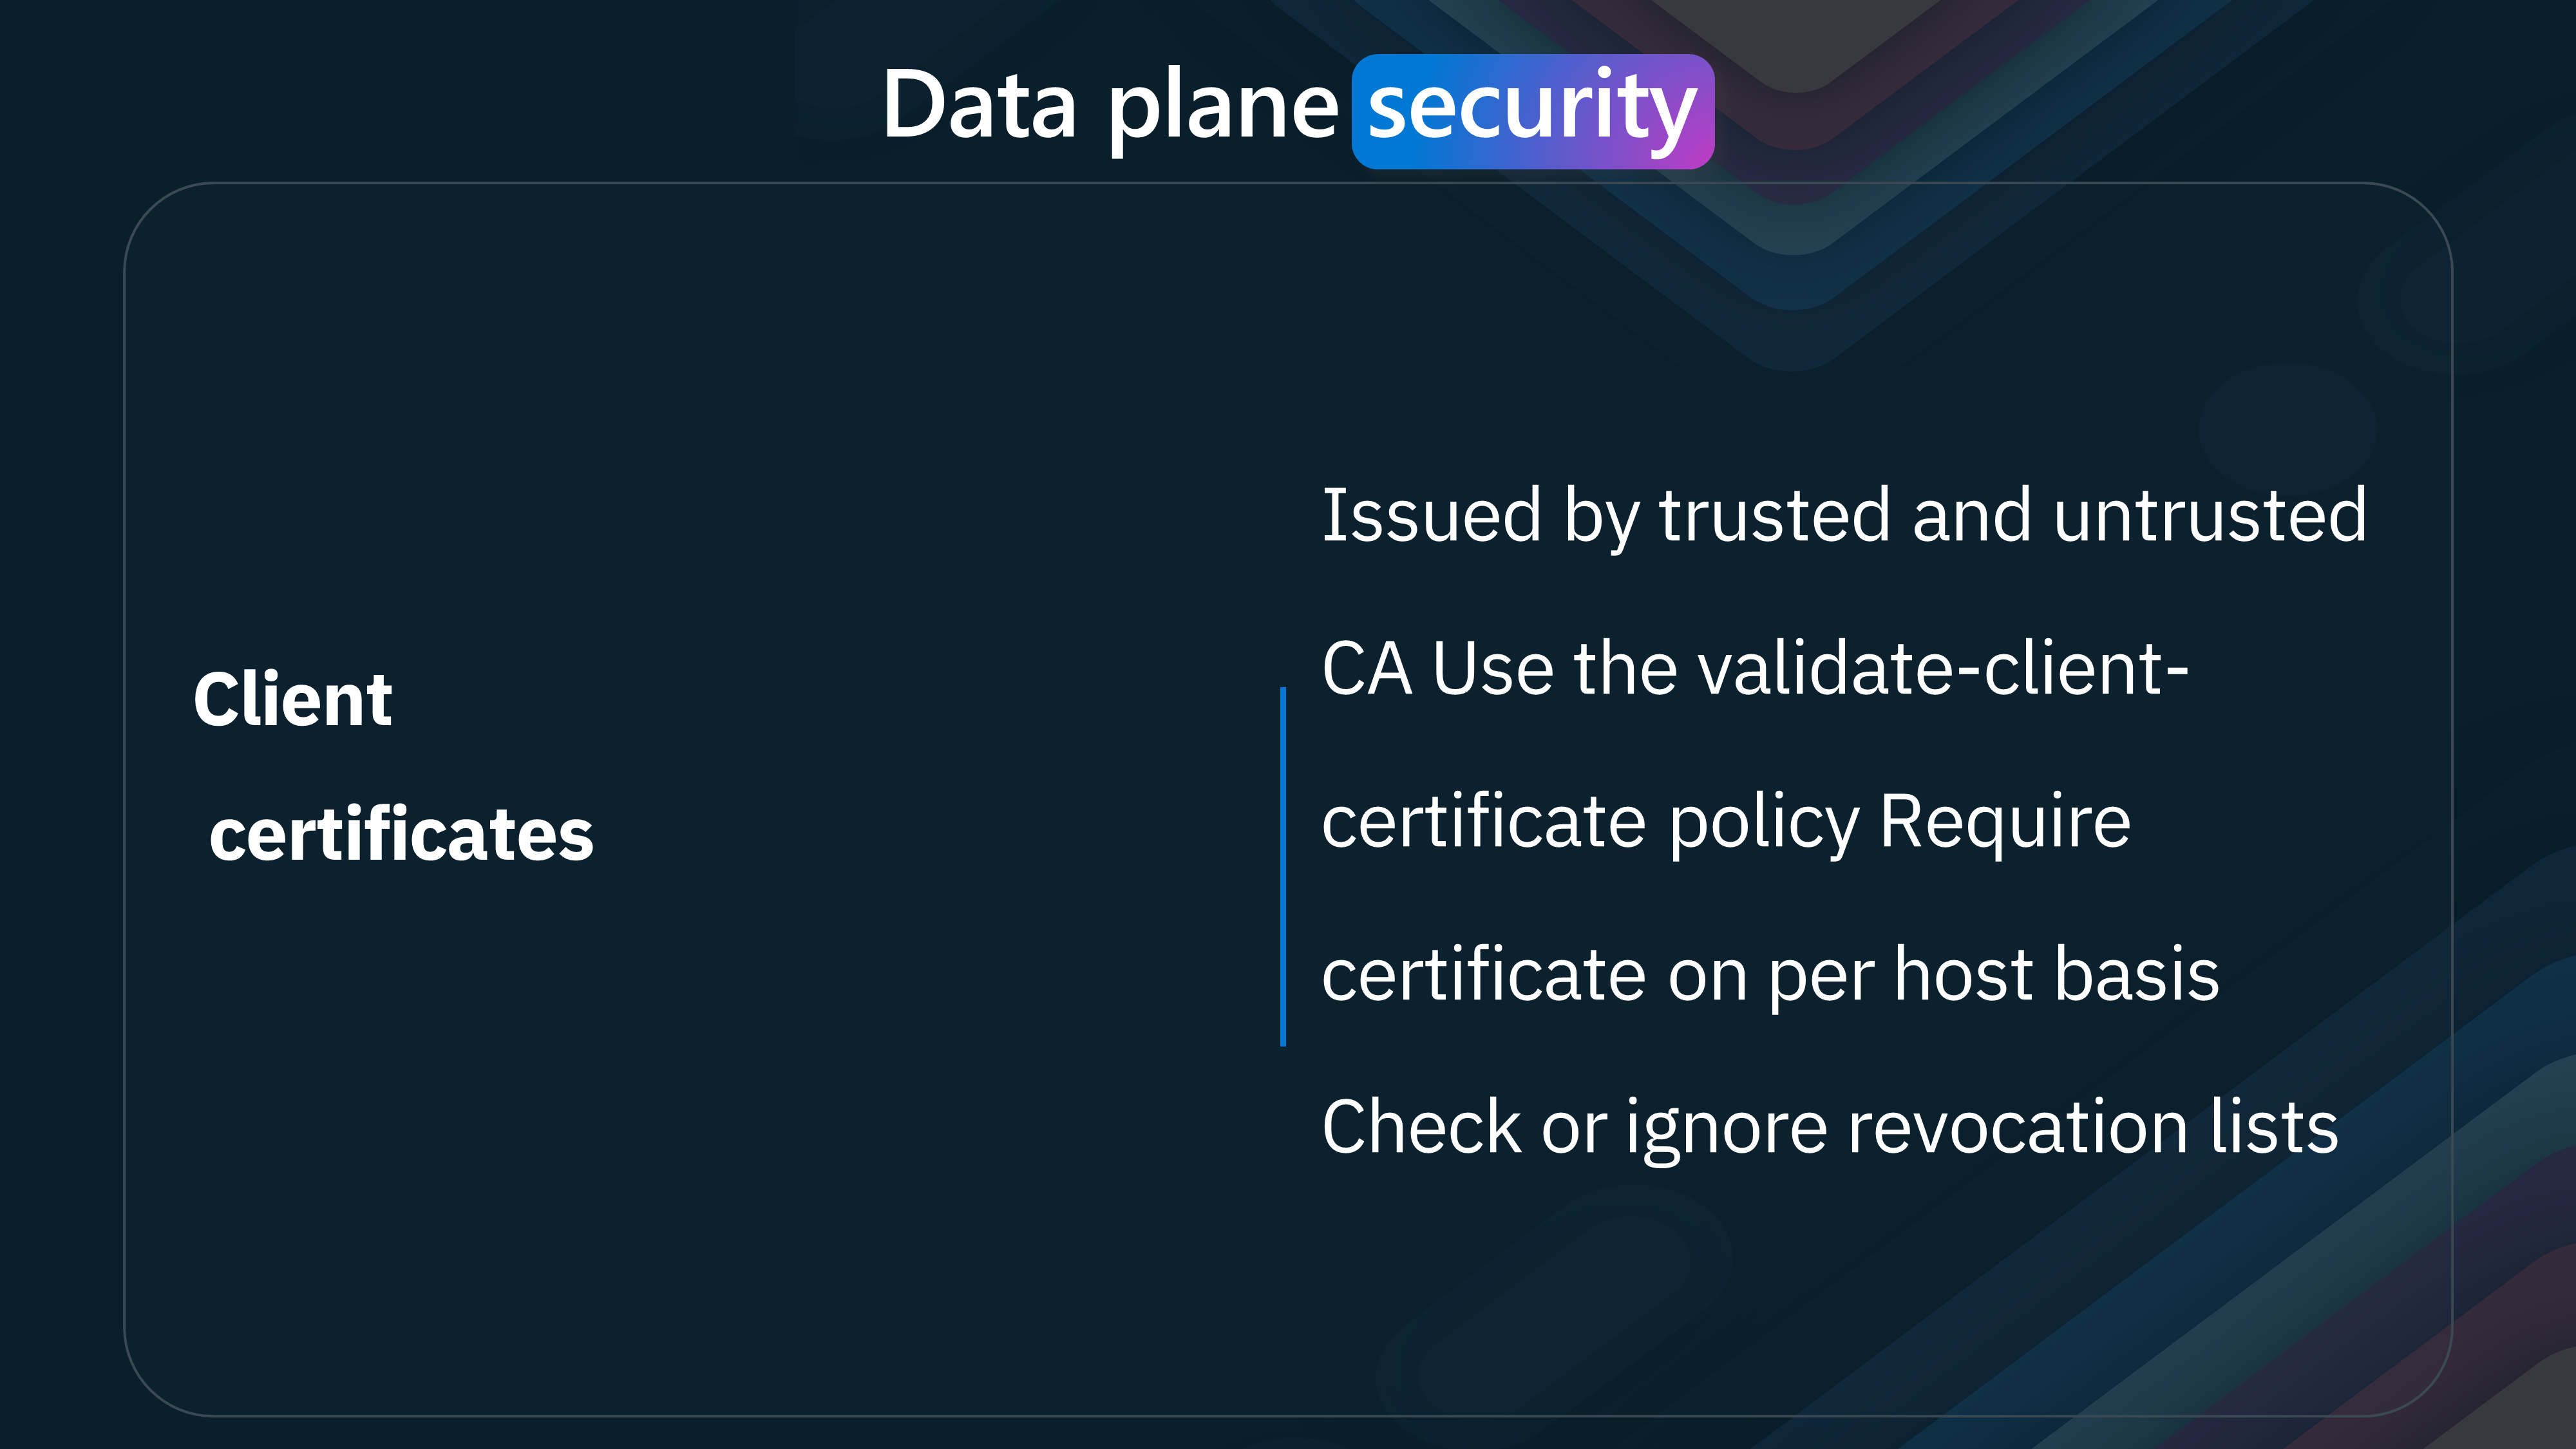 Data plane security
Client
certificates
Issued by trusted and untrusted
CA Use the validate-client-
certificate policy Require
certificate on per host basis
Check or ignore revocation lists